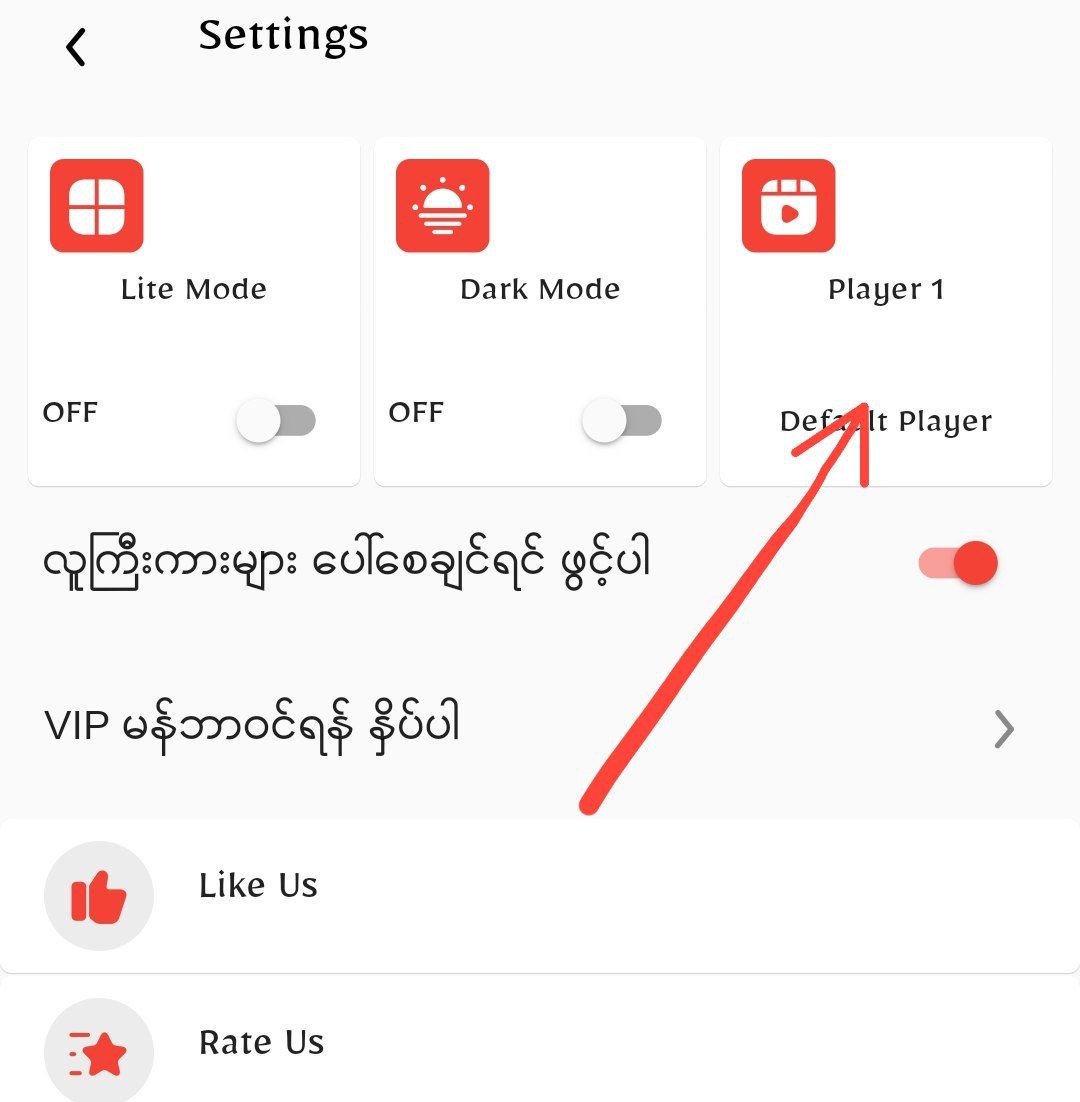 Settings
Lite Mode
Dark Mode
Player 1
OFF
OFF
Default Player
လူကြီးကားများ ပေါ်စေချင်ရင် ဖွင့်ပါ
VIP မန်ဘာဝင်ရန် နှိပ်ပါ
Like Us
Rate Us